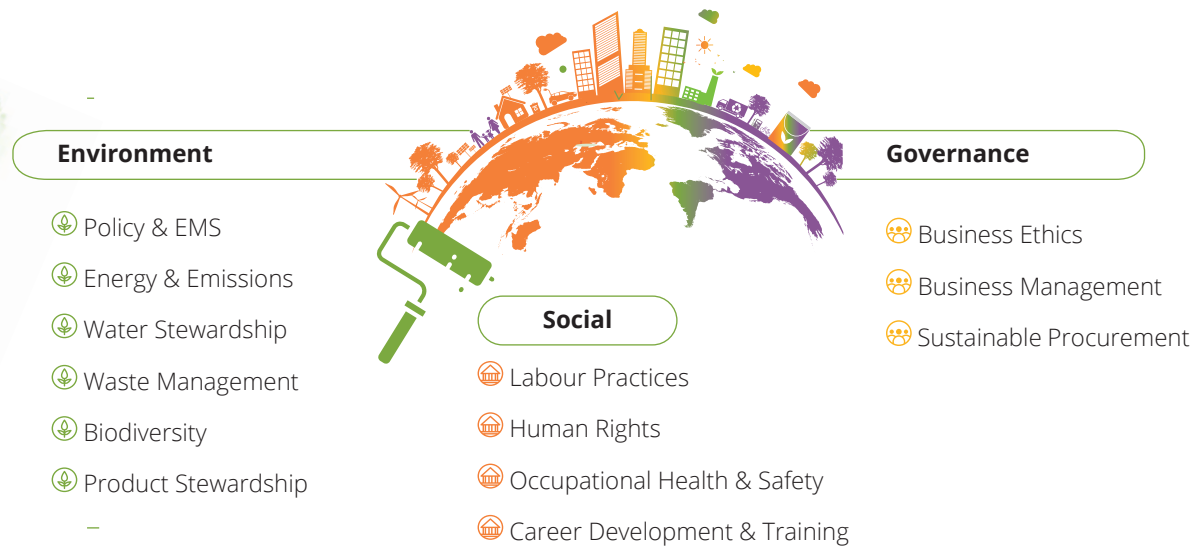 Environment
Policy & EMS
Energy & Emissions
Water Stewardship
Waste Management
Biodiversity
Product Stewardship
Social
Labour Practices
Human Rights
Occupational Health & Safety
Career Development & Training
Governance
Business Ethics
Business Management
Sustainable Procurement